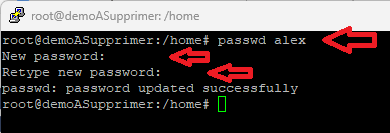 root@demoASupprimer: /home
root@demoASupprimer:/home# passwd alex
New password:
Retype new password:
passwd: password updated successfully
root@demoASupprimer:/home#